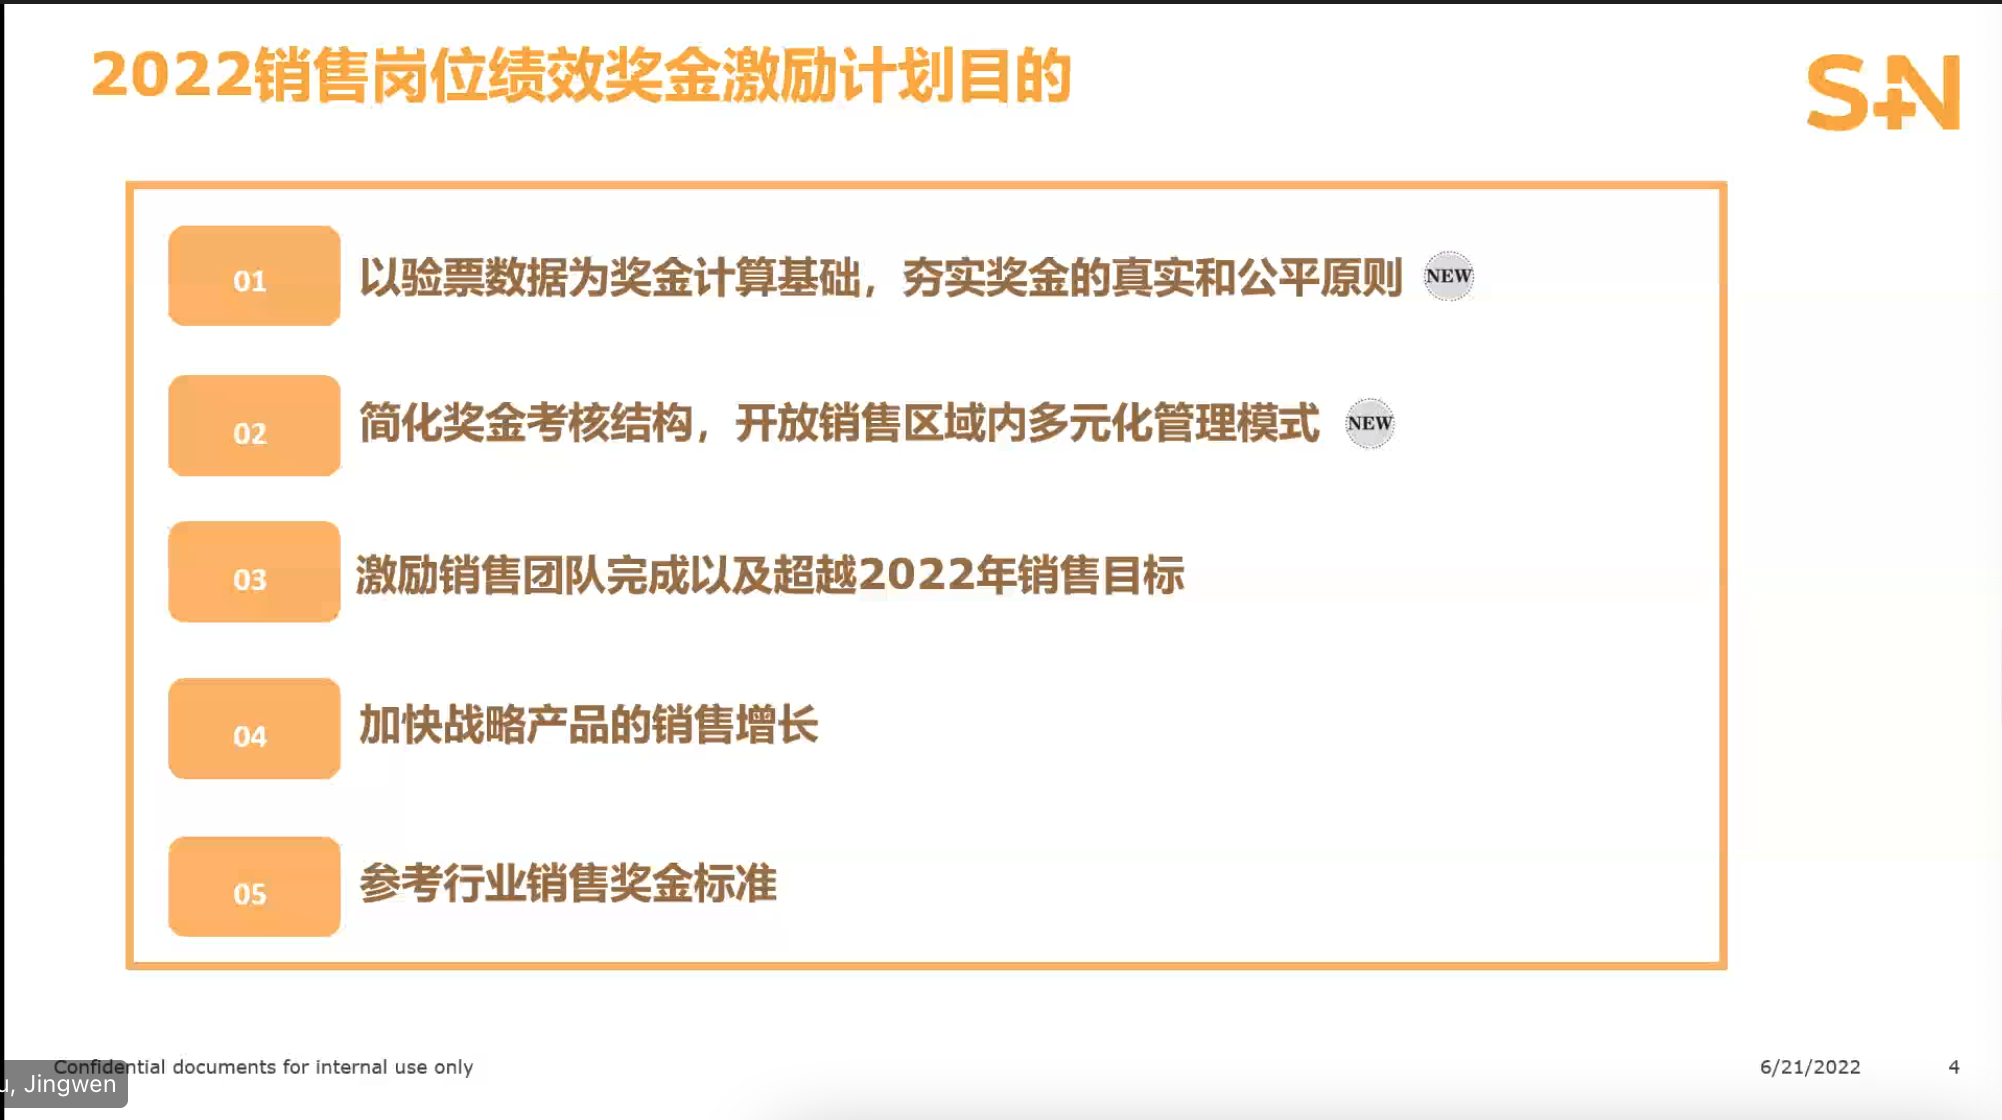 2022销售岗位绩效奖金激励计划目的
S+N
01 以验票数据为奖金计算基础，夯实奖金的真实和公平原则 NEW
02 简化奖金考核结构，开放销售区域内多元化管理模式 NEW
03 激励销售团队完成以及超越2022年销售目标
04 加快战略产品的销售增长
05 参考行业销售奖金标准
Confidential documents for internal use only 6/21/2022 4
Jingwen